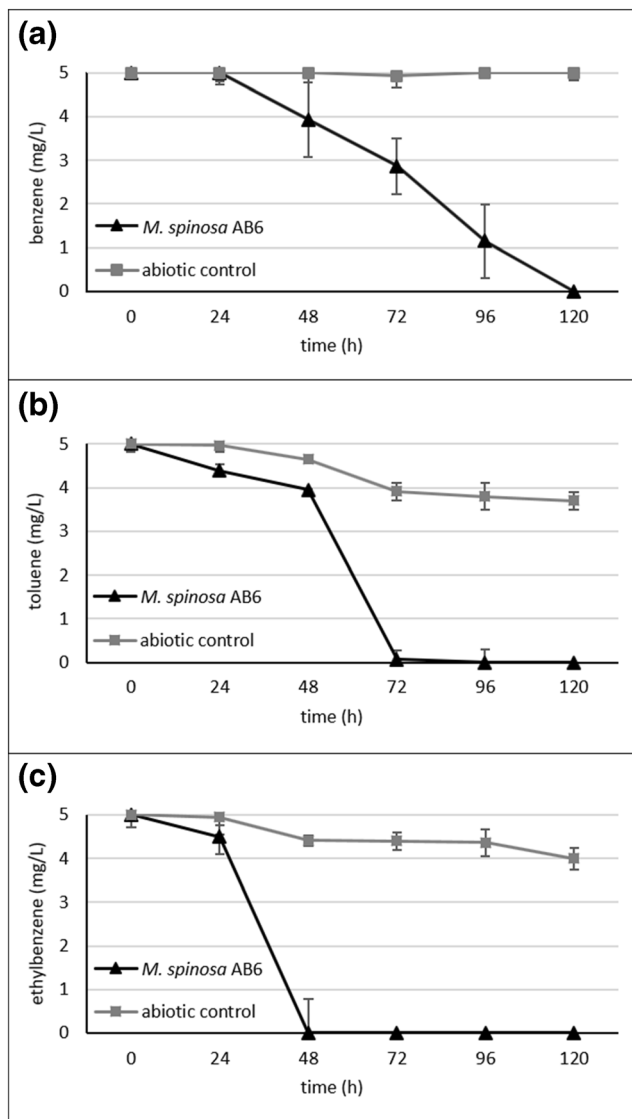 (a)
benzene (mg/L)
5
4
3
2
1
0
M. spinosa AB6
abiotic control
0 24 48 72 96 120
time (h)
(b)
toluene (mg/L)
5
4
3
2
1
0
M. spinosa AB6
abiotic control
0 24 48 72 96 120
time (h)
(c)
ethylbenzene (mg/L)
5
4
3
2
1
0
M. spinosa AB6
abiotic control
0 24 48 72 96 120
time (h)